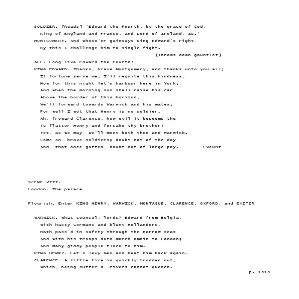 SOLDIER. [Reads] 'Edward the Fourth, by the grace of God,
King of England and France, and Lord of Ireland, &c.'
MONTGOMERY. And whoso'er gainsays King Edward's right,
By this I challenge him to single fight.
[Throws down gauntlet]
ALL. Long live Edward the Fourth!
KING EDWARD. Thanks, brave Montgomery, and thanks unto you all;
If fortune serve me, I'll requite this kindness.
Now for this night let's harbour here in York;
And when the morning sun shall raise his car
Above the border of this horizon,
We'll forward towards Warwick and his mates;
For well I wot that Henry is no soldier.
Ah, froward Clarence, how evil it beseems thee
To flatter Henry and forsake thy brother!
Yet, as we may, we'll meet both thee and Warwick.
Come on, brave soldiers; doubt not of the day
And, that once gotten, doubt not of large pay. Exeunt
SCENE VIII.
London. The palace
Flourish. Enter KING HENRY, WARWICK, MONTAGUE, CLARENCE, OXFORD, and EXETER
WARWICK. What counsel, lords? Edward from Belgia,
With hasty Germans and blunt Hollanders,
Hath pass'd in safety through the narrow seas
And with his troops doth march amain to London;
And many giddy people flock to him.
KING HENRY. Let's levy men and beat him back again.
CLARENCE. A little fire is quickly trodden out,
Which, being suffer'd, rivers cannot quench.